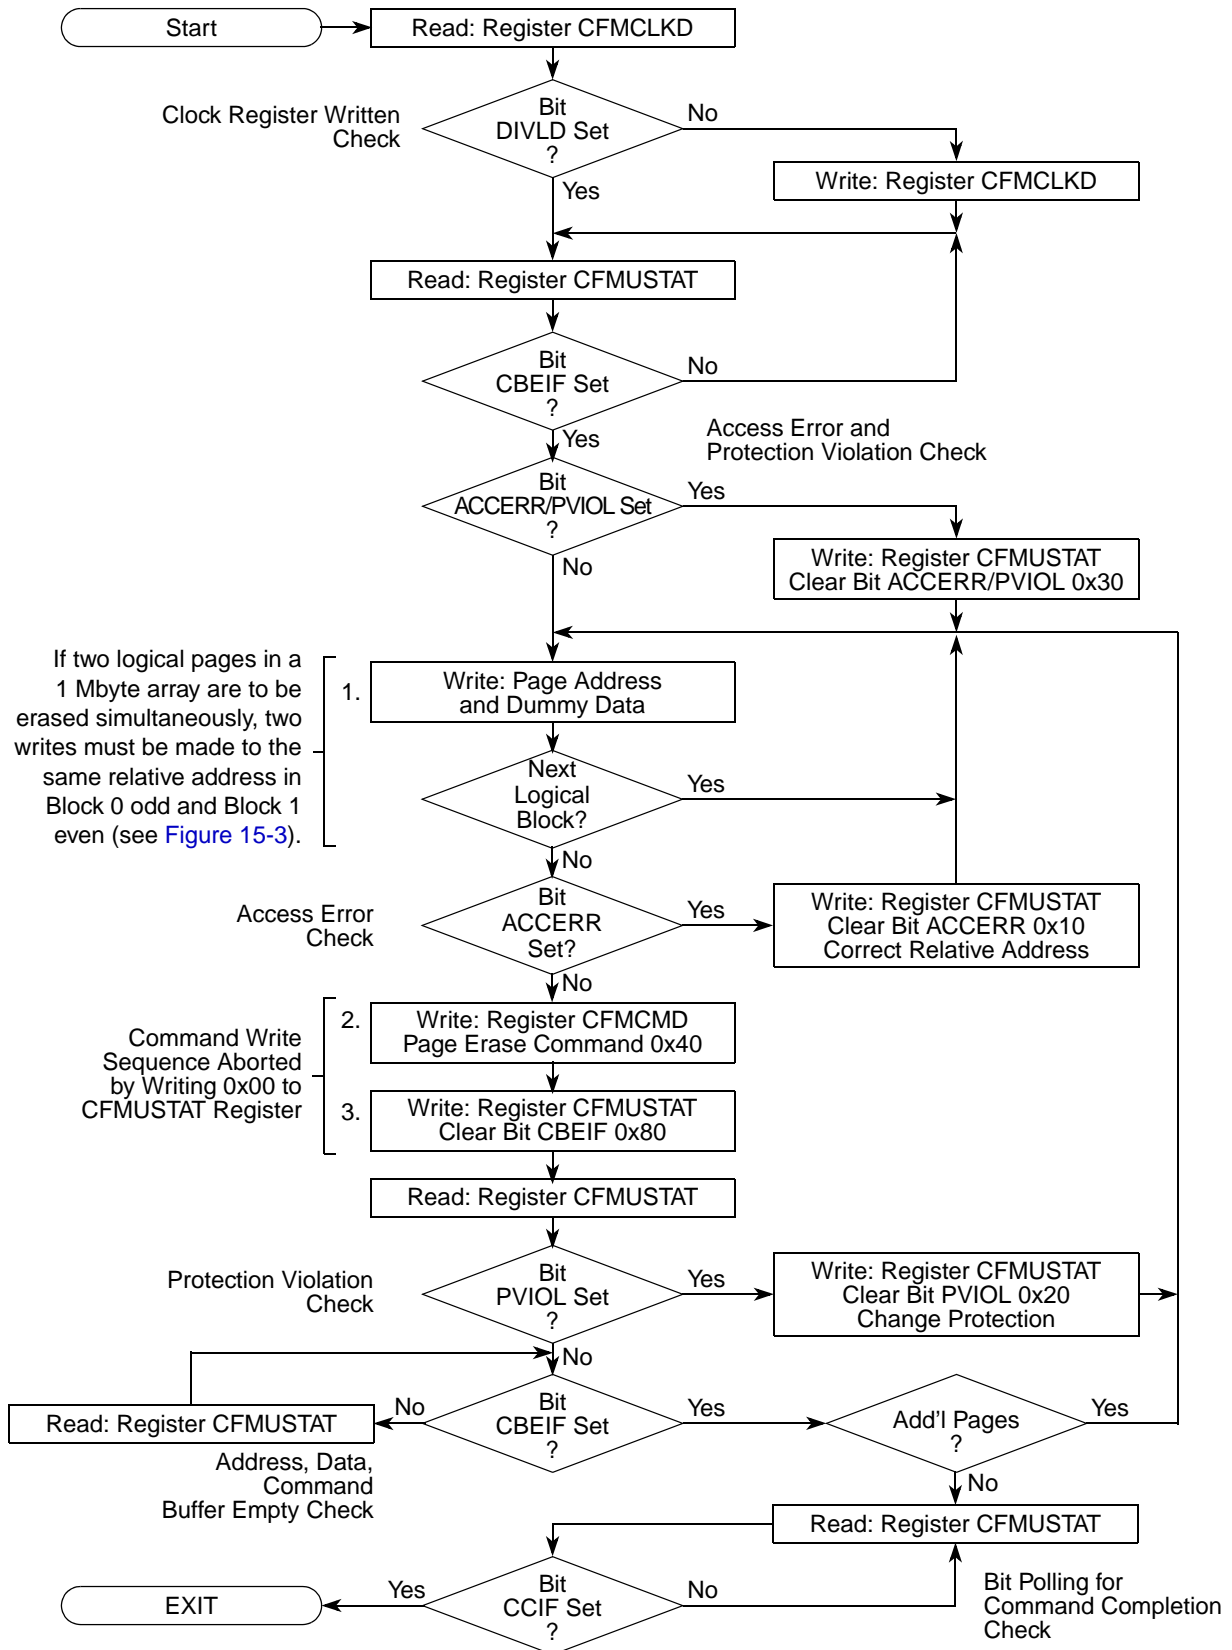 Start
Read: Register CFMCLKD
Clock Register Written
Check
Bit
DIVLD Set
?
No
Yes
Write: Register CFMCLKD
Read: Register CFMUSTAT
Bit
CBEIF Set
?
No
Yes
Access Error and
Protection Violation Check
Bit
ACCERR/PVIOL Set
?
Yes
No
Write: Register CFMUSTAT
Clear Bit ACCERR/PVIOL 0x30
If two logical pages in a
1 Mbyte array are to be
erased simultaneously, two
writes must be made to the
same relative address in
Block 0 odd and Block 1
even (see Figure 15-3).
1.
Write: Page Address
and Dummy Data
Next
Logical
Block?
Yes
No
Access Error
Check
Bit
ACCERR
Set?
Yes
No
Write: Register CFMUSTAT
Clear Bit ACCERR 0x10
Correct Relative Address
Command Write
Sequence Aborted
by Writing 0x00 to
CFMUSTAT Register
2.
Write: Register CFMCMD
Page Erase Command 0x40
3.
Write: Register CFMUSTAT
Clear Bit CBEIF 0x80
Read: Register CFMUSTAT
Protection Violation
Check
Bit
PVIOL Set
?
Yes
No
Write: Register CFMUSTAT
Clear Bit PVIOL 0x20
Change Protection
Read: Register CFMUSTAT
No
Bit
CBEIF Set
?
Yes
Add'l Pages
?
Yes
No
Address, Data,
Command
Buffer Empty Check
Read: Register CFMUSTAT
EXIT
Yes
Bit
CCIF Set
?
No
Bit Polling for
Command Completion
Check